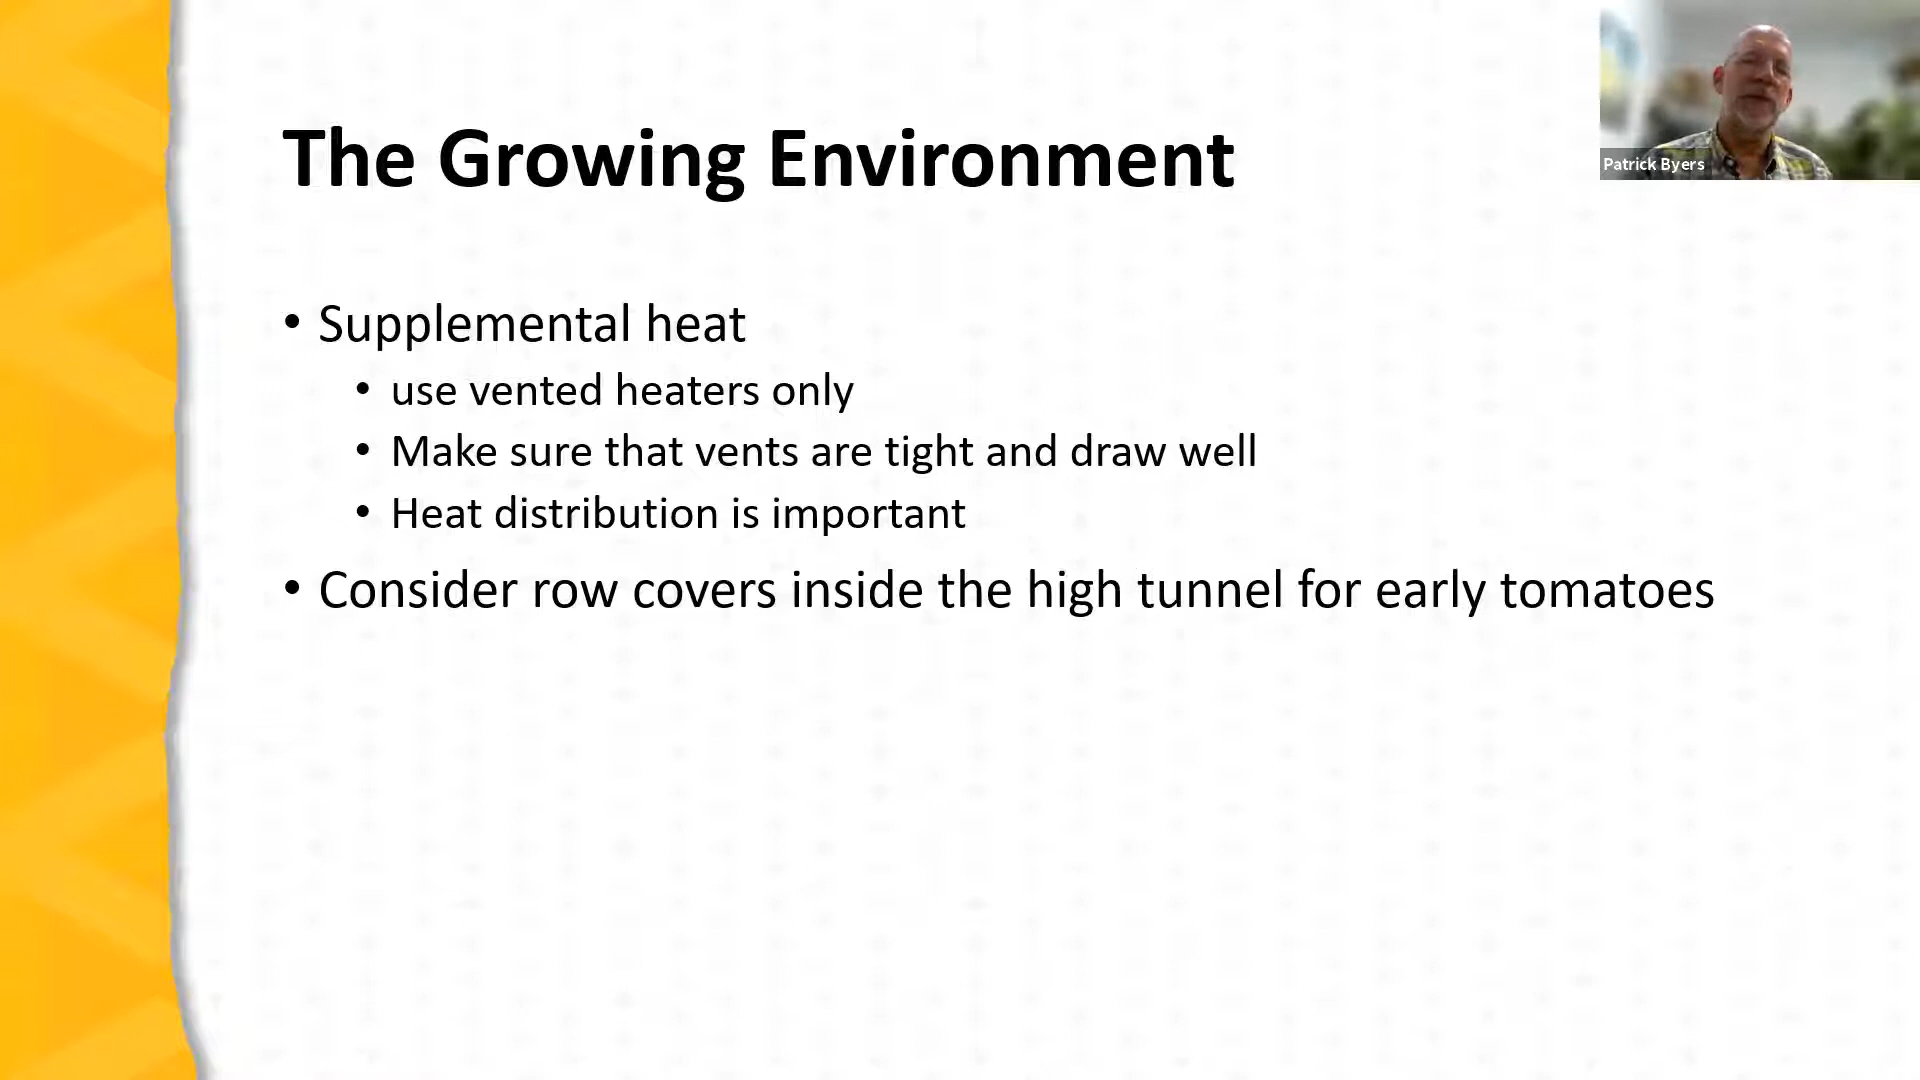 The Growing Environment
Patrick Byers
• Supplemental heat
• use vented heaters only
• Make sure that vents are tight and draw well
• Heat distribution is important
• Consider row covers inside the high tunnel for early tomatoes